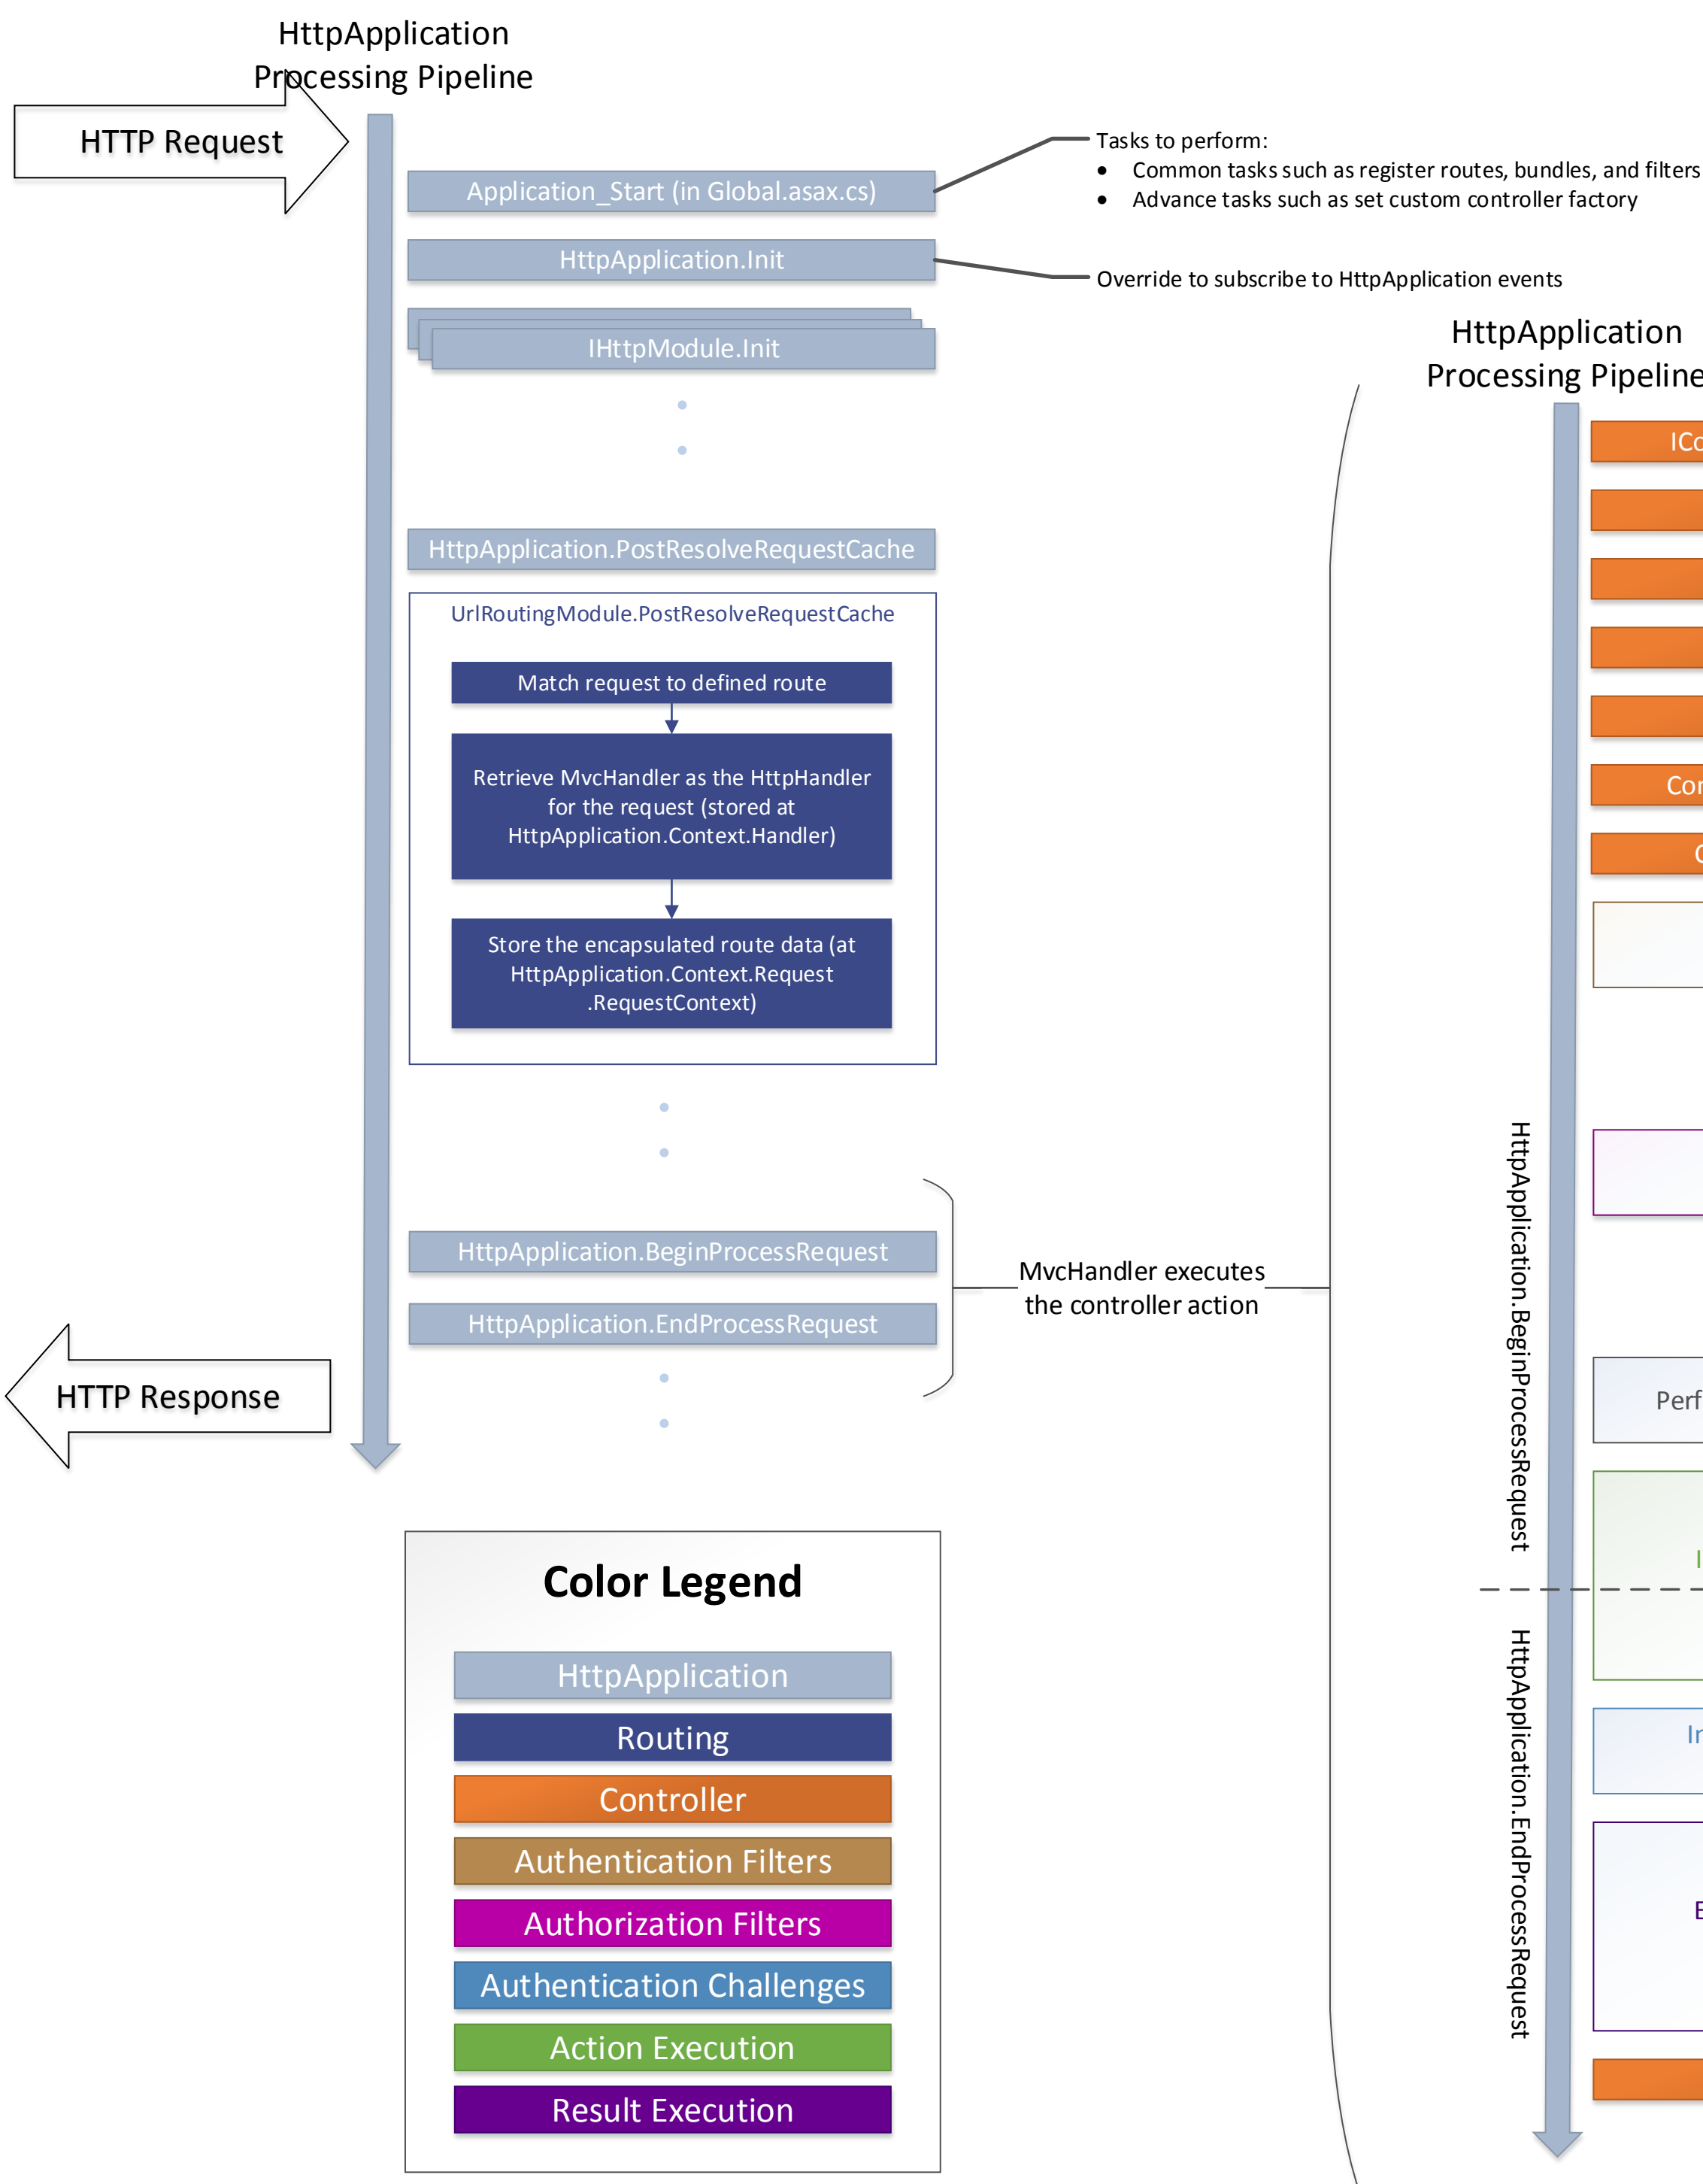 HttpApplication
Processing Pipeline
HTTP Request
Application_Start (in Global.asax.cs)
Tasks to perform:
• Common tasks such as register routes, bundles, and filters
• Advance tasks such as set custom controller factory
HttpApplication.Init
Override to subscribe to HttpApplication events
IHttpModule.Init
HttpApplication.PostResolveRequestCache
UrlRoutingModule.PostResolveRequestCache
Match request to defined route
Retrieve MvcHandler as the HttpHandler
for the request (stored at
HttpApplication.Context.Handler)
Store the encapsulated route data (at
HttpApplication.Context.Request
.RequestContext)
HttpApplication.BeginProcessRequest
HttpApplication.EndProcessRequest
MvcHandler executes
the controller action
HTTP Response
Color Legend
HttpApplication
Routing
Controller
Authentication Filters
Authorization Filters
Authentication Challenges
Action Execution
Result Execution
HttpApplication
Processing Pipeline
HttpApplication.BeginProcessRequest
HttpApplication.EndProcessRequest